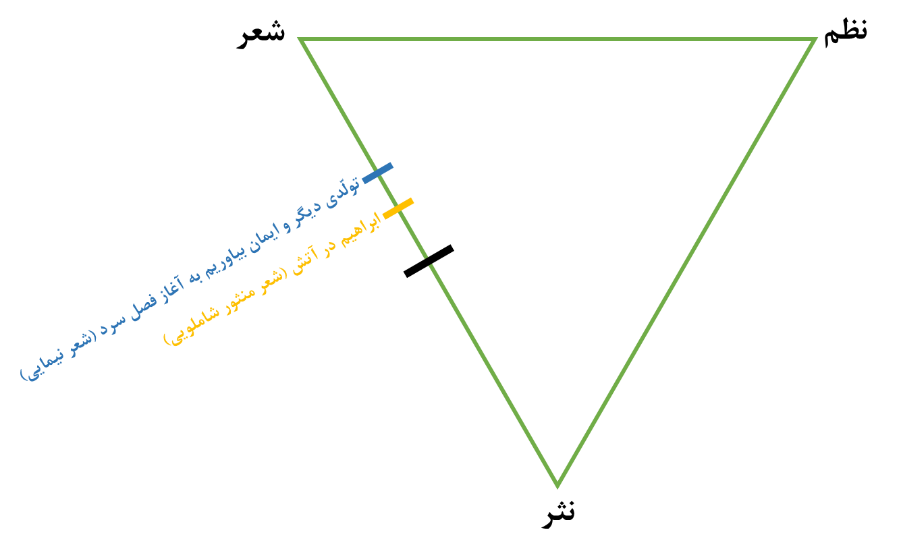 نظم
شعر
تولّدی دیگر و ایمان بیاوریم به آغاز فصل سرد (شعر نیمایی)
ابراهیم در آتش (شعر منثور شاملویی)
نثر